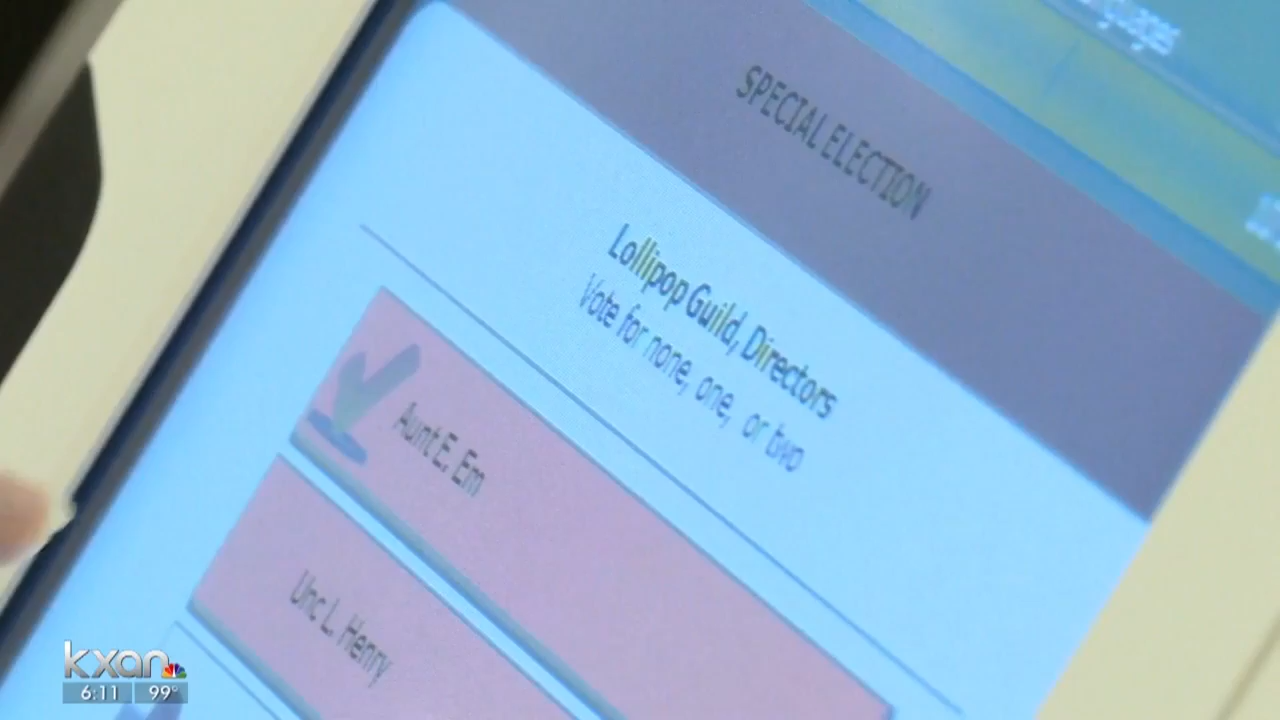 SPECIAL ELECTION
Lollipop Guild, Directors
Vote for none, one, or two
Aunt E. Em
Unc L. Henry
kxan
6:11 99°